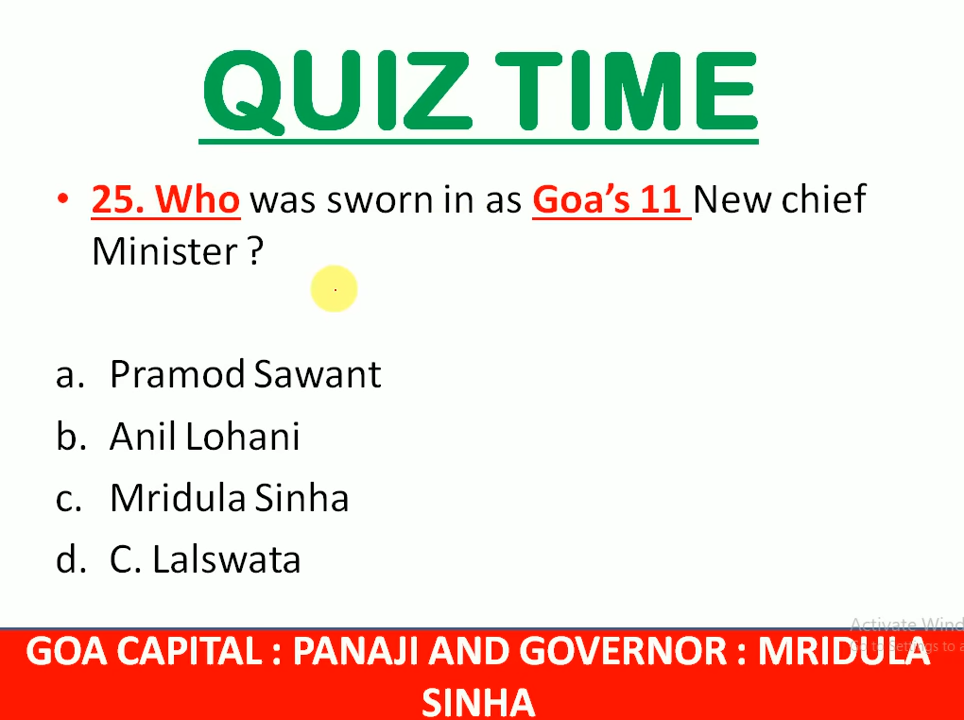 QUIZ TIME
• 25. Who was sworn in as Goa's 11 New chief
Minister ?
a. Pramod Sawant
b. Anil Lohani
c. Mridula Sinha
d. C. Lalswata
Activate Wind
GOA CAPITAL : PANAJI AND GOVERNOR : MRIDULA
SINHA